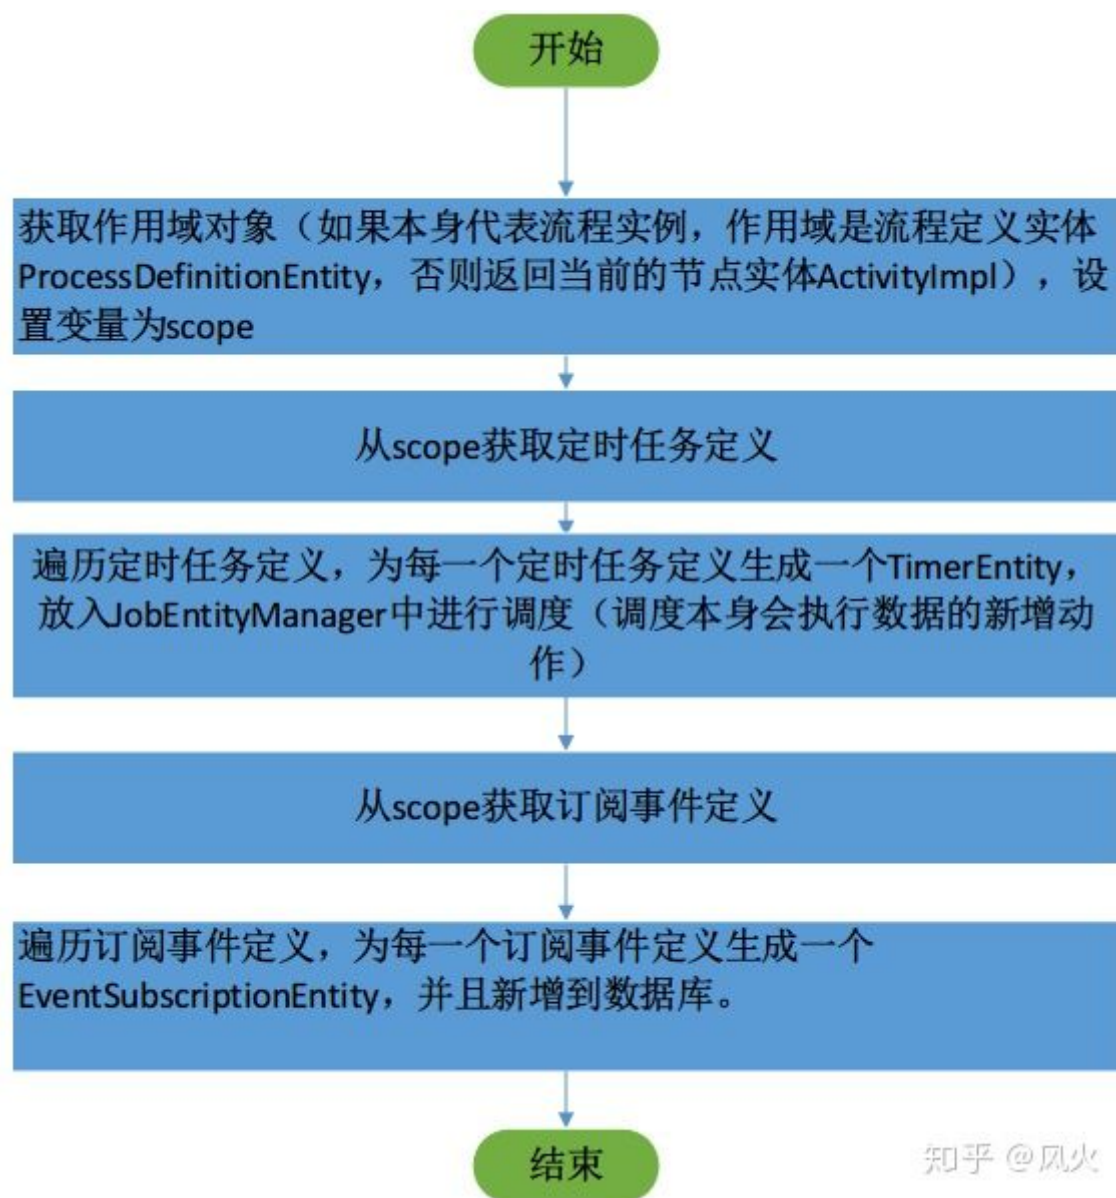 开始
获取作用域对象（如果本身代表流程实例，作用域是流程定义实体
ProcessDefinitionEntity，否则返回当前的节点实体ActivityImpl），设
置变量为scope
从scope获取定时任务定义
遍历定时任务定义，为每一个定时任务定义生成一个TimerEntity，
放入JobEntityManager中进行调度（调度本身会执行数据的新增动
作）
从scope获取订阅事件定义
遍历订阅事件定义，为每一个订阅事件定义生成一个
EventSubscriptionEntity，并且新增到数据库。
结束
知乎 @风火